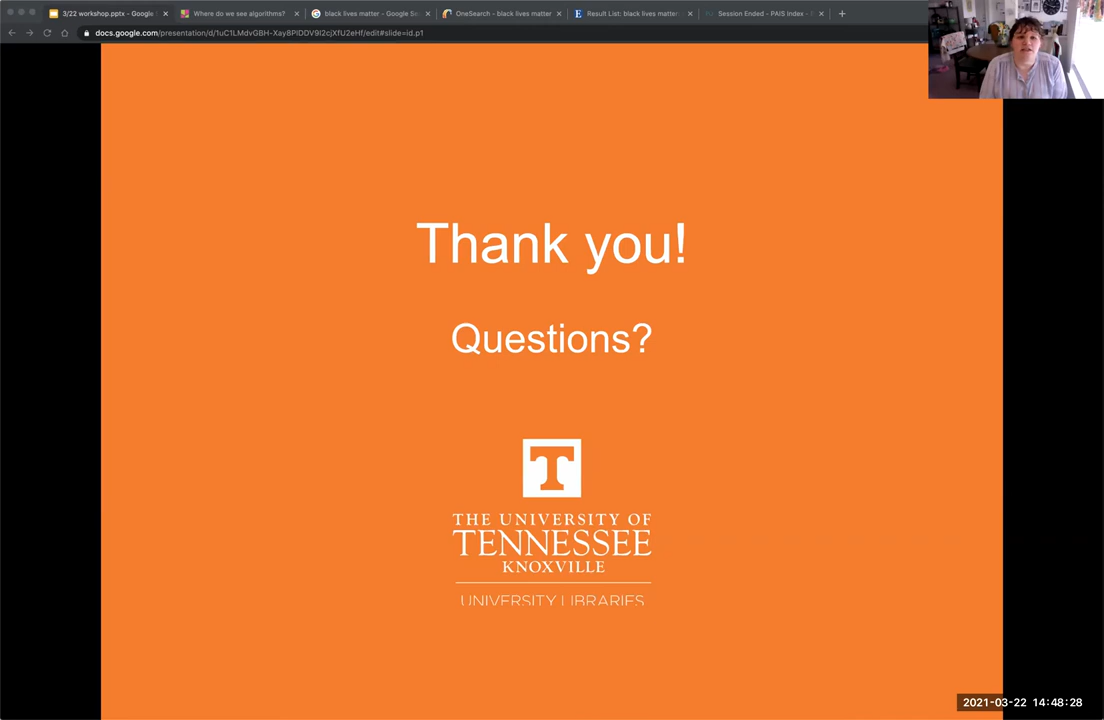 3/22 workshop.pptx - Google
Where do we see algorithms?
black lives matter - Google Se
OneSearch - black lives matter
Result List: black lives matter
Session Ended - PAIS Index -
docs.google.com/presentation/d/1uC1LMdvGBH-Xay8PlDDV9I2cjXfU2eHf/edit#slide=id.p1
Thank you!
Questions?
T
THE UNIVERSITY OF
TENNESSEE
KNOXVILLE
UNIVERSITY LIBRARIES
2021-03-22 14:48:28